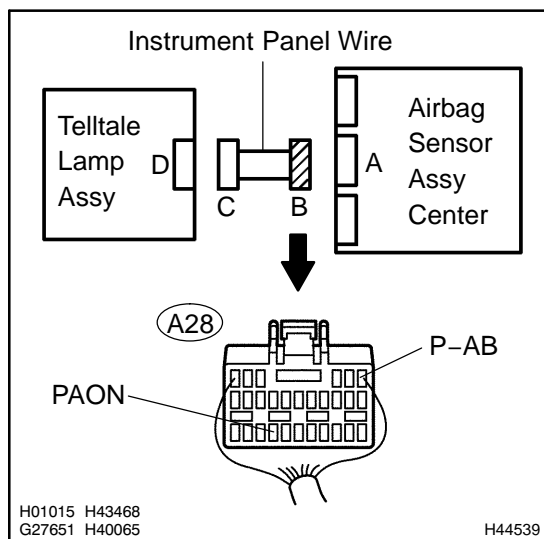 Instrument Panel Wire
Telltale
Lamp
Assy
D
C
B
A
Airbag
Sensor
Assy
Center
A28
P−AB
PAON
H01015 H43468
G27651 H40065
H44539